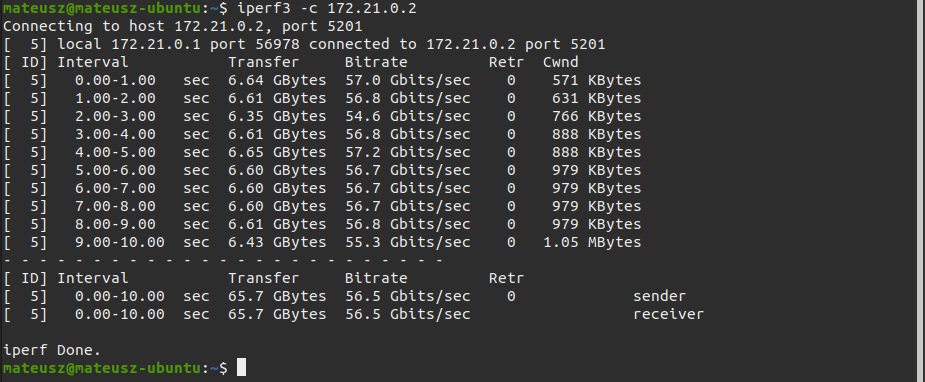 mateusz@mateusz-ubuntu:~$ iperf3 -c 172.21.0.2
Connecting to host 172.21.0.2, port 5201
[  5] local 172.21.0.1 port 56978 connected to 172.21.0.2 port 5201
[ ID] Interval           Transfer     Bitrate         Retr  Cwnd
[  5]   0.00-1.00   sec  6.64 GBytes  57.0 Gbits/sec    0    571 KBytes
[  5]   1.00-2.00   sec  6.61 GBytes  56.8 Gbits/sec    0    631 KBytes
[  5]   2.00-3.00   sec  6.35 GBytes  54.6 Gbits/sec    0    766 KBytes
[  5]   3.00-4.00   sec  6.61 GBytes  56.8 Gbits/sec    0    888 KBytes
[  5]   4.00-5.00   sec  6.65 GBytes  57.2 Gbits/sec    0    888 KBytes
[  5]   5.00-6.00   sec  6.60 GBytes  56.7 Gbits/sec    0    979 KBytes
[  5]   6.00-7.00   sec  6.60 GBytes  56.7 Gbits/sec    0    979 KBytes
[  5]   7.00-8.00   sec  6.60 GBytes  56.7 Gbits/sec    0    979 KBytes
[  5]   8.00-9.00   sec  6.61 GBytes  56.8 Gbits/sec    0    979 KBytes
[  5]   9.00-10.00  sec  6.43 GBytes  55.3 Gbits/sec    0   1.05 MBytes
- - - - - - - - - - - - - - - - - - - - - - - - -
[ ID] Interval           Transfer     Bitrate         Retr
[  5]   0.00-10.00  sec  65.7 GBytes  56.5 Gbits/sec    0             sender
[  5]   0.00-10.00  sec  65.7 GBytes  56.5 Gbits/sec                  receiver

iperf Done.
mateusz@mateusz-ubuntu:~$